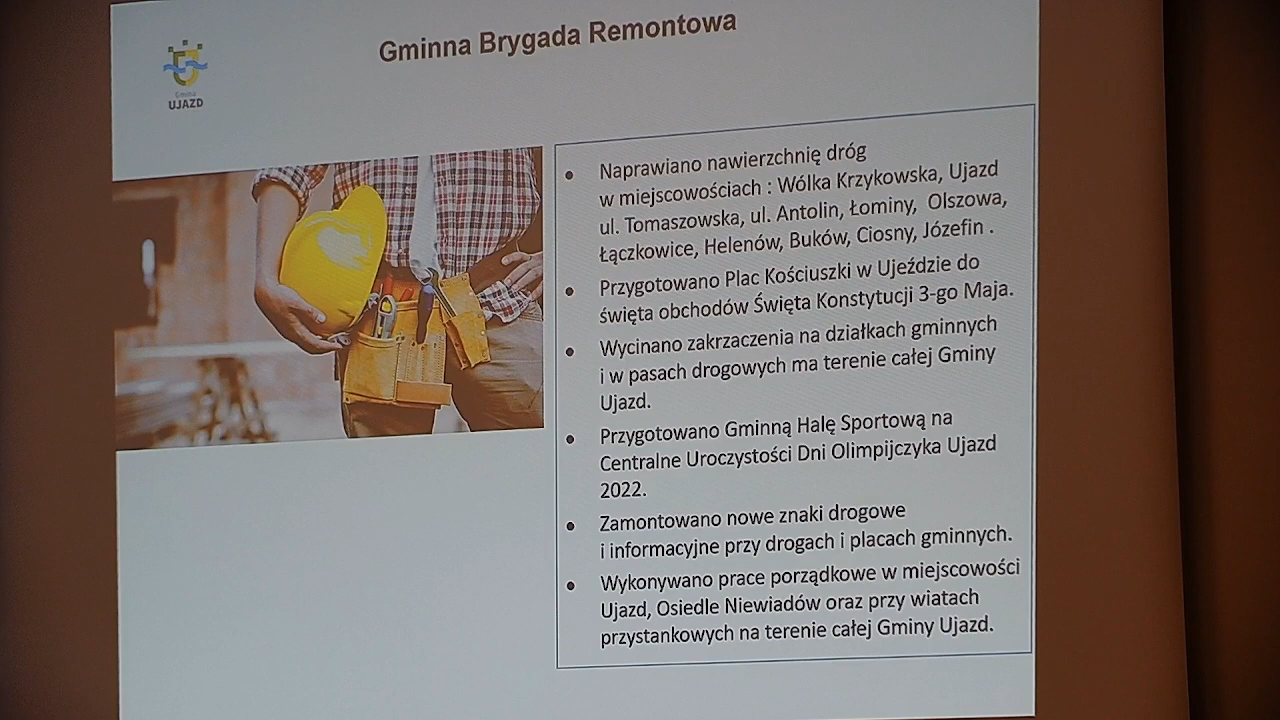 Gminna Brygada Remontowa
Gmina
UJAZD
Naprawiano nawierzchnię dróg
w miejscowościach : Wólka Krzykowska, Ujazd
ul. Tomaszowska, ul. Antolin, Łominy, Olszowa,
Łączkowice, Helenów, Buków, Ciosny, Józefin .
Przygotowano Plac Kościuszki w Ujeździe do
święta obchodów Święta Konstytucji 3-go Maja.
Wycinano zakrzaczenia na działkach gminnych
i w pasach drogowych ma terenie całej Gminy
Ujazd.
Przygotowano Gminną Halę Sportową na
Centralne Uroczystości Dni Olimpijczyka Ujazd
2022.
Zamontowano nowe znaki drogowe
i informacyjne przy drogach i placach gminnych.
Wykonywano prace porządkowe w miejscowości
Ujazd, Osiedle Niewiadów oraz przy wiatach
przystankowych na terenie całej Gminy Ujazd.